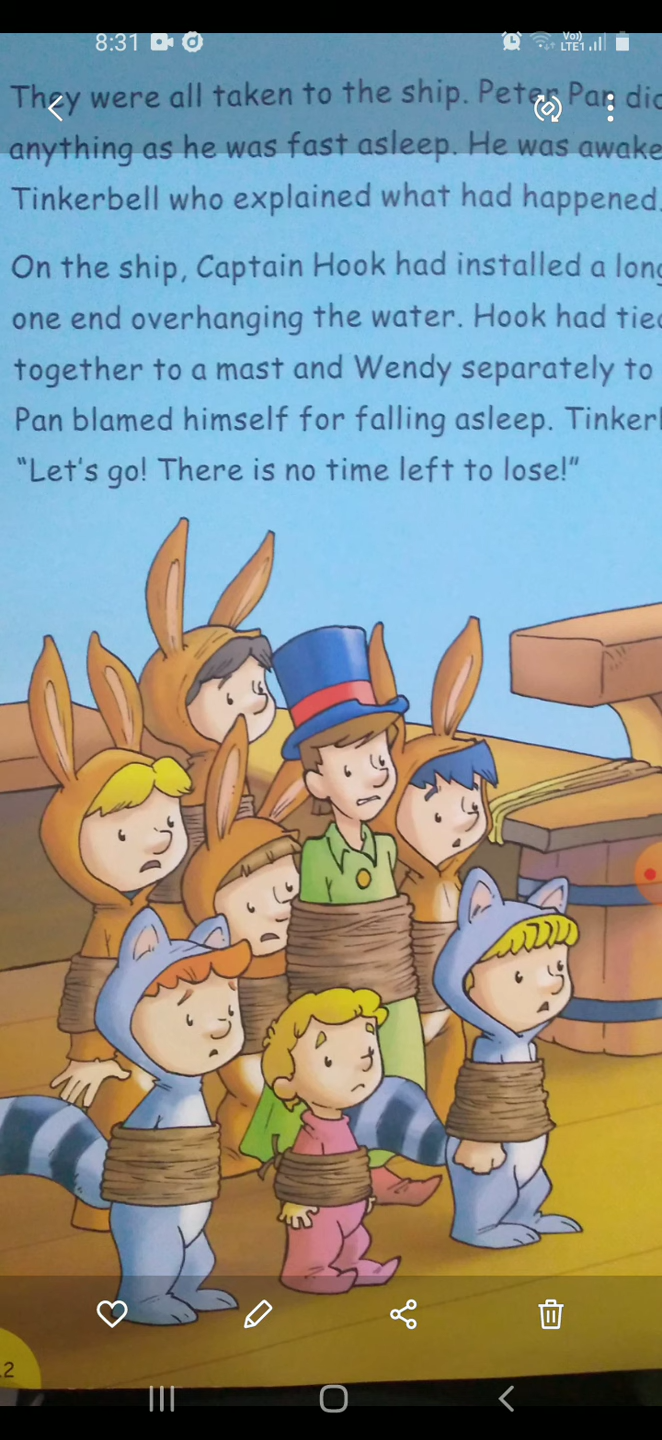 8:31
Vo)
LTE1
They were all taken to the ship. Peter Pan
anything as he was fast asleep. He was
Tinkerbell who explained what had happened.
On the ship, Captain Hook had installed a
one end overhanging the water. Hook had
together to a mast and Wendy separately to
Pan blamed himself for falling asleep.
“Let's go! There is no time left to lose!”